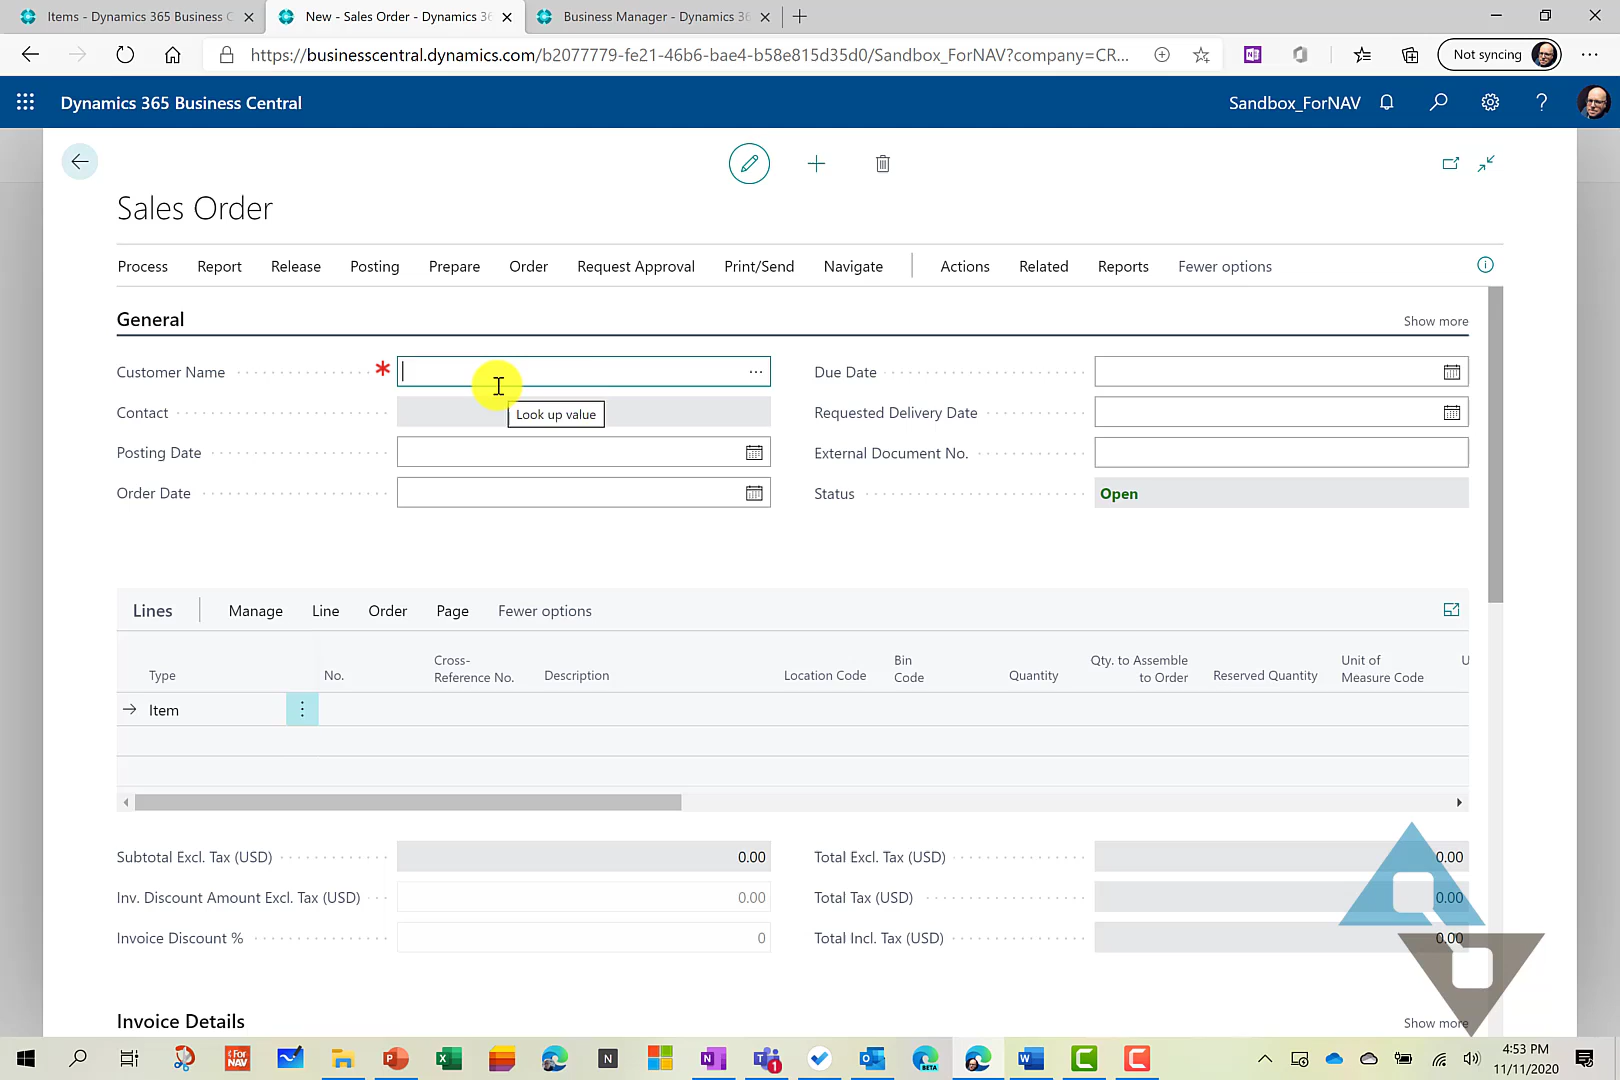 Items - Dynamics 365 Business C
New - Sales Order - Dynamics 36
Business Manager - Dynamics 36
https://businesscentral.dynamics.com/b2077779-fe21-46b6-bae4-b58e815d35d0/Sandbox_ForNAV?company=CR...
Not syncing
Dynamics 365 Business Central
Sandbox_ForNAV
Sales Order
Process Report Release Posting Prepare Order Request Approval Print/Send Navigate Actions Related Reports Fewer options
General
Show more
Customer Name
Due Date
Contact
Look up value
Requested Delivery Date
Posting Date
External Document No.
Order Date
Status
Open
Lines Manage Line Order Page Fewer options
Type
No.
Cross-
Reference No.
Description
Location Code
Bin
Code
Quantity
Qty. to Assemble
to Order
Reserved Quantity
Unit of
Measure Code
U
Item
Subtotal Excl. Tax (USD) 0.00
Total Excl. Tax (USD) 0.00
Inv. Discount Amount Excl. Tax (USD) 0.00
Total Tax (USD) 0.00
Invoice Discount % 0
Total Incl. Tax (USD) 0.00
Invoice Details
Show more
ForNAV
BETA
1
4:53 PM
11/11/2020